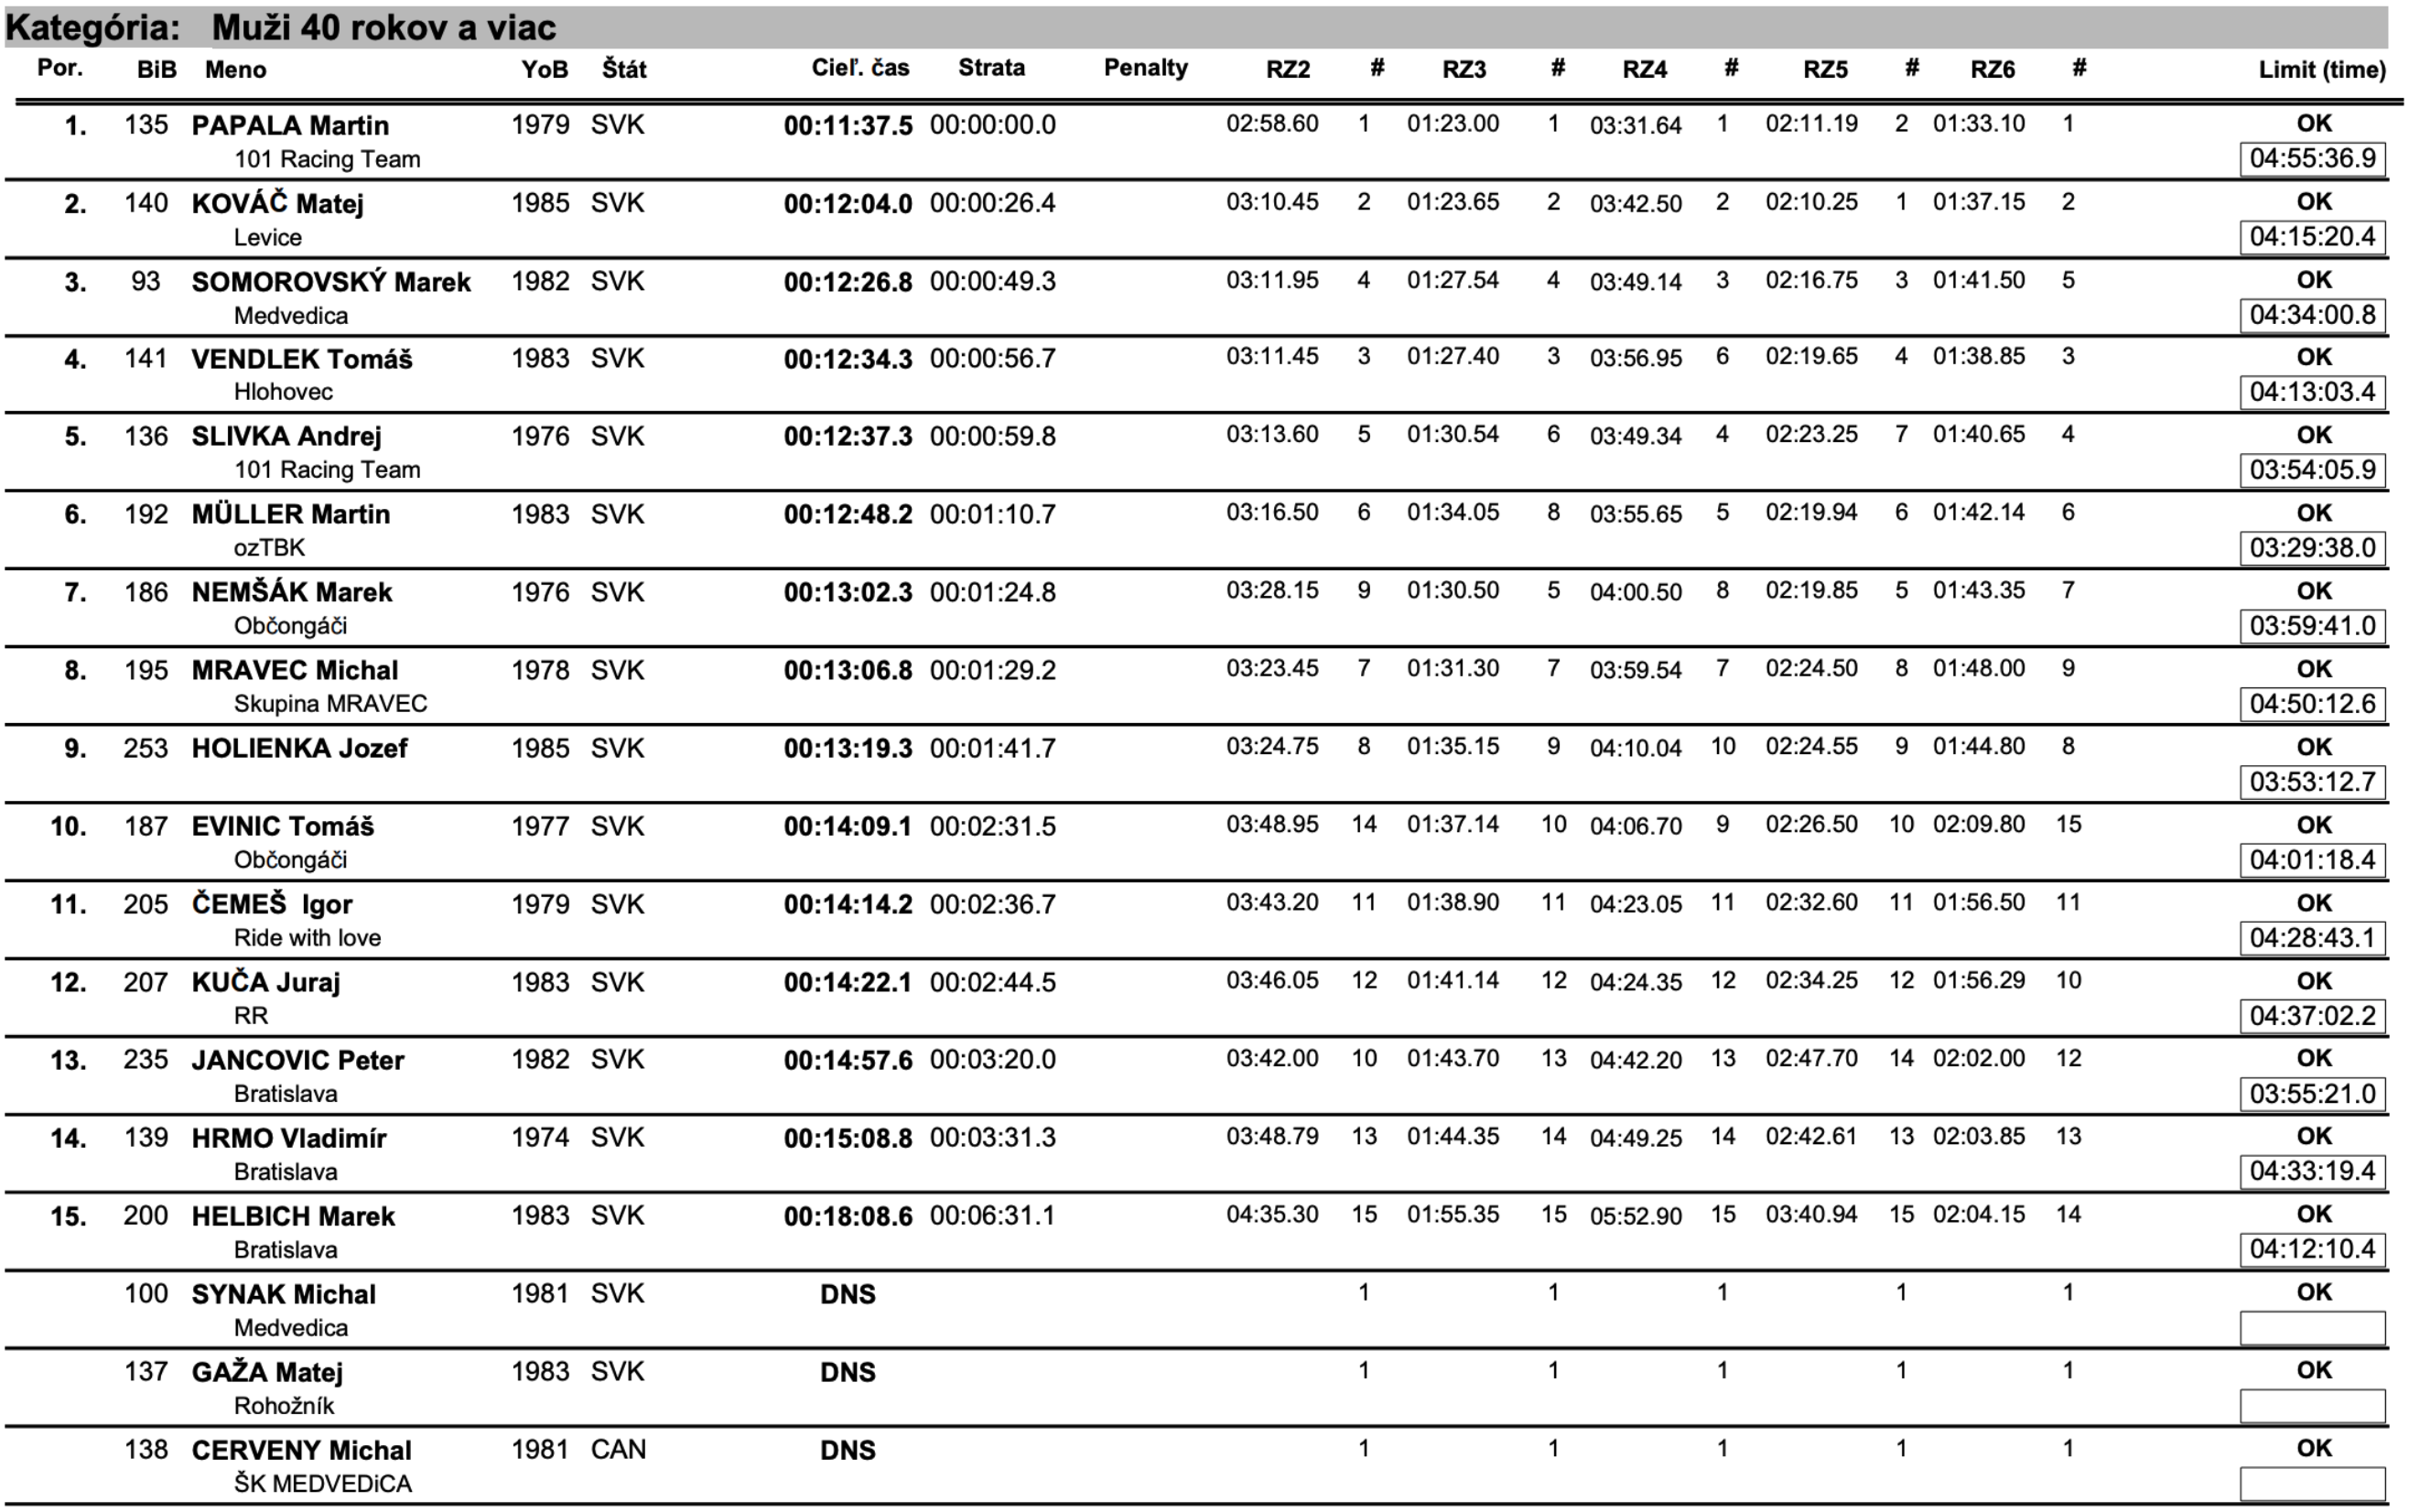 Kategória: Muži 40 rokov a viac
Por. BiB Meno YoB Štát Cieľ. čas Strata Penalty RZ2 # RZ3 # RZ4 # RZ5 # RZ6 # Limit (time)
1. 135 PAPALA Martin 1979 SVK 00:11:37.5 00:00:00.0 02:58.60 1 01:23.00 1 03:31.64 1 02:11.19 2 01:33.10 1 OK
101 Racing Team 04:55:36.9
2. 140 KOVÁČ Matej 1985 SVK 00:12:04.0 00:00:26.4 03:10.45 2 01:23.65 2 03:42.50 2 02:10.25 1 01:37.15 2 OK
Levice 04:15:20.4
3. 93 SOMOROVSKÝ Marek 1982 SVK 00:12:26.8 00:00:49.3 03:11.95 4 01:27.54 4 03:49.14 3 02:16.75 3 01:41.50 5 OK
Medvedica 04:34:00.8
4. 141 VENDLEK Tomáš 1983 SVK 00:12:34.3 00:00:56.7 03:11.45 3 01:27.40 3 03:56.95 6 02:19.65 4 01:38.85 3 OK
Hlohovec 04:13:03.4
5. 136 SLIVKA Andrej 1976 SVK 00:12:37.3 00:00:59.8 03:13.60 5 01:30.54 6 03:49.34 4 02:23.25 7 01:40.65 4 OK
101 Racing Team 03:54:05.9
6. 192 MÜLLER Martin 1983 SVK 00:12:48.2 00:01:10.7 03:16.50 6 01:34.05 8 03:55.65 5 02:19.94 6 01:42.14 6 OK
ozTBK 03:29:38.0
7. 186 NEMŠÁK Marek 1976 SVK 00:13:02.3 00:01:24.8 03:28.15 9 01:30.50 5 04:00.50 8 02:19.85 5 01:43.35 7 OK
Občongáči 03:59:41.0
8. 195 MRAVEC Michal 1978 SVK 00:13:06.8 00:01:29.2 03:23.45 7 01:31.30 7 03:59.54 7 02:24.50 8 01:48.00 9 OK
Skupina MRAVEC 04:50:12.6
9. 253 HOLIENKA Jozef 1985 SVK 00:13:19.3 00:01:41.7 03:24.75 8 01:35.15 9 04:10.04 10 02:24.55 9 01:44.80 8 OK
03:53:12.7
10. 187 EVINIC Tomáš 1977 SVK 00:14:09.1 00:02:31.5 03:48.95 14 01:37.14 10 04:06.70 9 02:26.50 10 02:09.80 15 OK
Občongáči 04:01:18.4
11. 205 ČEMEŠ Igor 1979 SVK 00:14:14.2 00:02:36.7 03:43.20 11 01:38.90 11 04:23.05 11 02:32.60 11 01:56.50 11 OK
Ride with love 04:28:43.1
12. 207 KUČA Juraj 1983 SVK 00:14:22.1 00:02:44.5 03:46.05 12 01:41.14 12 04:24.35 12 02:34.25 12 01:56.29 10 OK
RR 04:37:02.2
13. 235 JANCOVIC Peter 1982 SVK 00:14:57.6 00:03:20.0 03:42.00 10 01:43.70 13 04:42.20 13 02:47.70 14 02:02.00 12 OK
Bratislava 03:55:21.0
14. 139 HRMO Vladimír 1974 SVK 00:15:08.8 00:03:31.3 03:48.79 13 01:44.35 14 04:49.25 14 02:42.61 13 02:03.85 13 OK
Bratislava 04:33:19.4
15. 200 HELBICH Marek 1983 SVK 00:18:08.6 00:06:31.1 04:35.30 15 01:55.35 15 05:52.90 15 03:40.94 15 02:04.15 14 OK
Bratislava 04:12:10.4
100 SYNAK Michal 1981 SVK DNS 1 1 1 1 1 OK
Medvedica
137 GAŽA Matej 1983 SVK DNS 1 1 1 1 1 OK
Rohožník
138 CERVENY Michal 1981 CAN DNS 1 1 1 1 1 OK
ŠK MEDVEDiCA